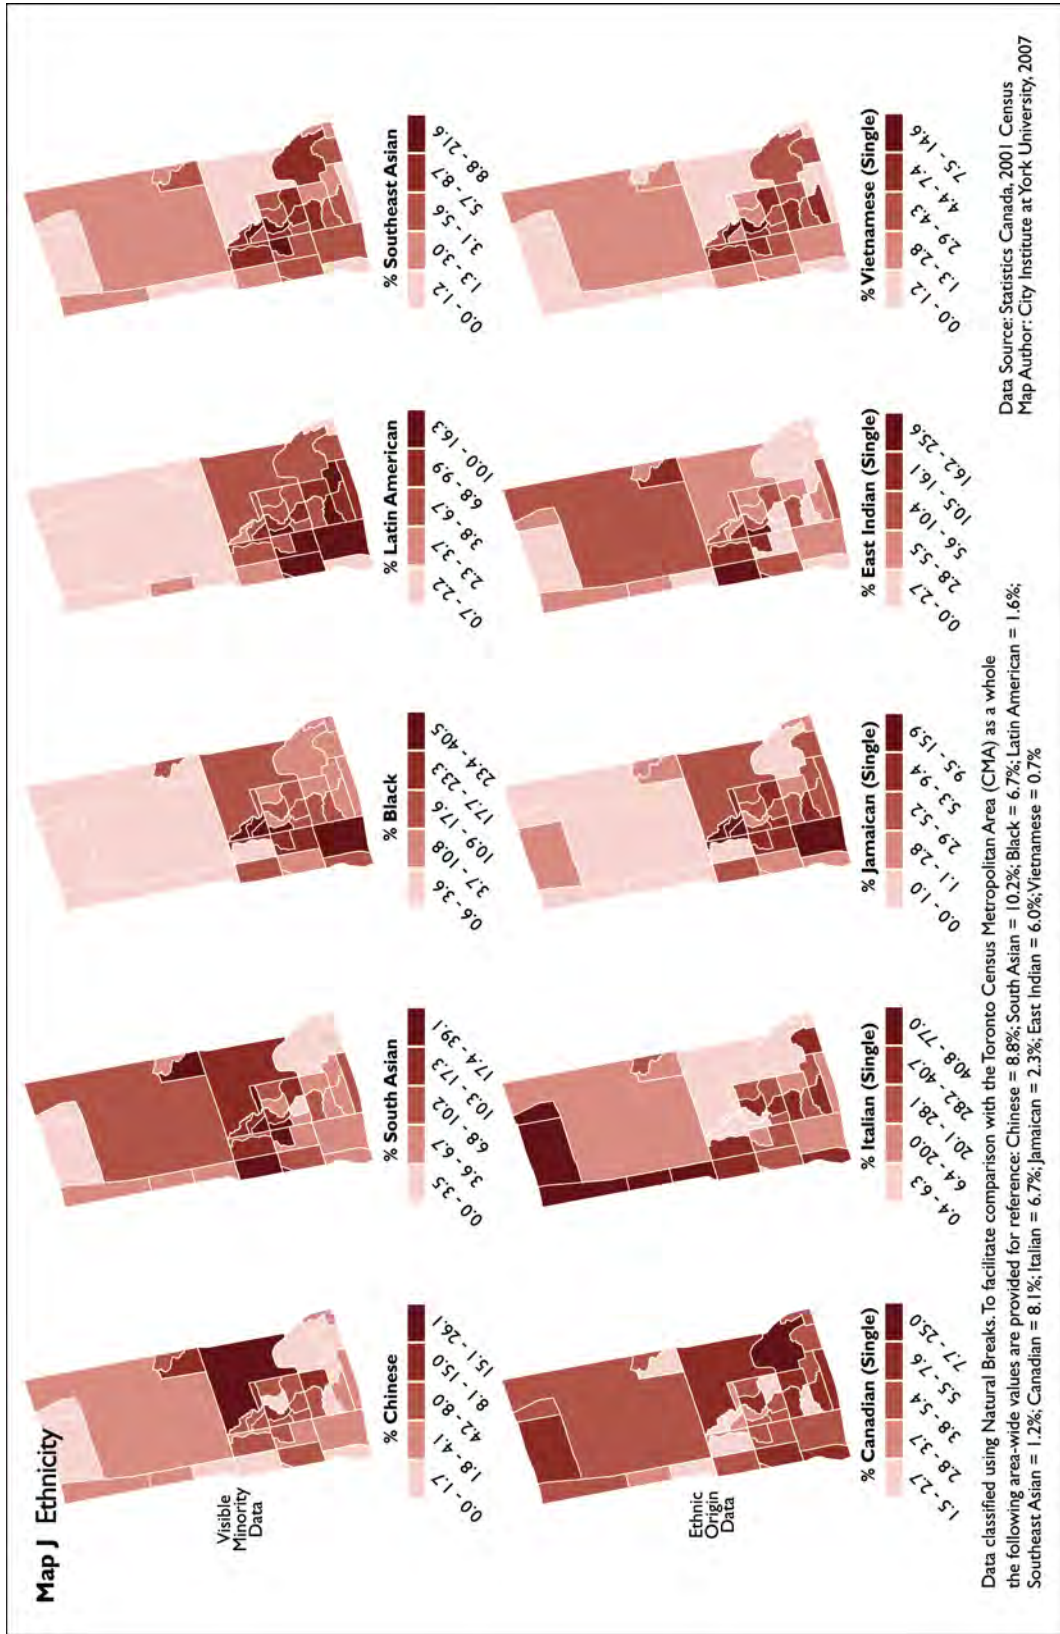 Map J Ethnicity
Visible
Minority
Data
% Chinese
0.0 - 1.7
1.8 - 4.1
4.2 - 8.0
8.1 - 15.0
15.1 - 26.1
% South Asian
0.0 - 3.5
3.6 - 6.7
6.8 - 10.2
10.3 - 17.3
17.4 - 39.1
% Black
0.6 - 3.6
3.7 - 10.8
10.9 - 17.6
17.7 - 23.3
23.4 - 40.5
% Latin American
0.7 - 2.2
2.3 - 3.7
3.8 - 6.7
6.8 - 9.9
10.0 - 16.3
% Southeast Asian
0.0 - 1.2
1.3 - 3.0
3.1 - 5.6
5.7 - 8.7
8.8 - 21.6
Ethnic
Origin
Data
% Canadian (Single)
1.5 - 2.7
2.8 - 3.7
3.8 - 5.4
5.5 - 7.6
7.7 - 25.0
% Italian (Single)
0.4 - 6.3
6.4 - 20.0
20.1 - 28.1
28.2 - 40.7
40.8 - 77.0
% Jamaican (Single)
0.0 - 1.0
1.1 - 2.8
2.9 - 5.2
5.3 - 9.4
9.5 - 15.9
% East Indian (Single)
0.0 - 2.7
2.8 - 5.5
5.6 - 10.4
10.5 - 16.1
16.2 - 25.6
% Vietnamese (Single)
0.0 - 1.2
1.3 - 2.8
2.9 - 4.3
4.4 - 7.4
7.5 - 14.6
Data classified using Natural Breaks. To facilitate comparison with the Toronto Census Metropolitan Area (CMA) as a whole
the following area-wide values are provided for reference: Chinese = 8.8%; South Asian = 10.2%; Black = 6.7%; Latin American = 1.6%;
Southeast Asian = 1.2%; Canadian = 8.1%; Italian = 6.7%; Jamaican = 2.3%; East Indian = 6.0%; Vietnamese = 0.7%
Data Source: Statistics Canada, 2001 Census
Map Author: City Institute at York University, 2007